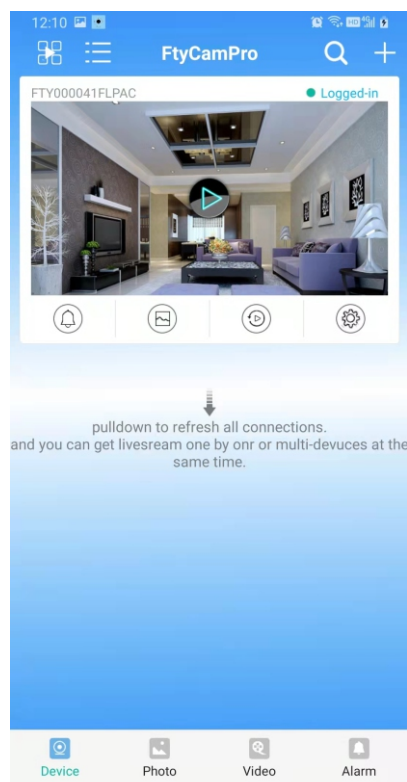 12:10
FtyCamPro
FTY000041FLPAC
Logged-in
pulldown to refresh all connections.
and you can get livesream one by onr or multi-devuces at the
same time.
Device Photo Video Alarm